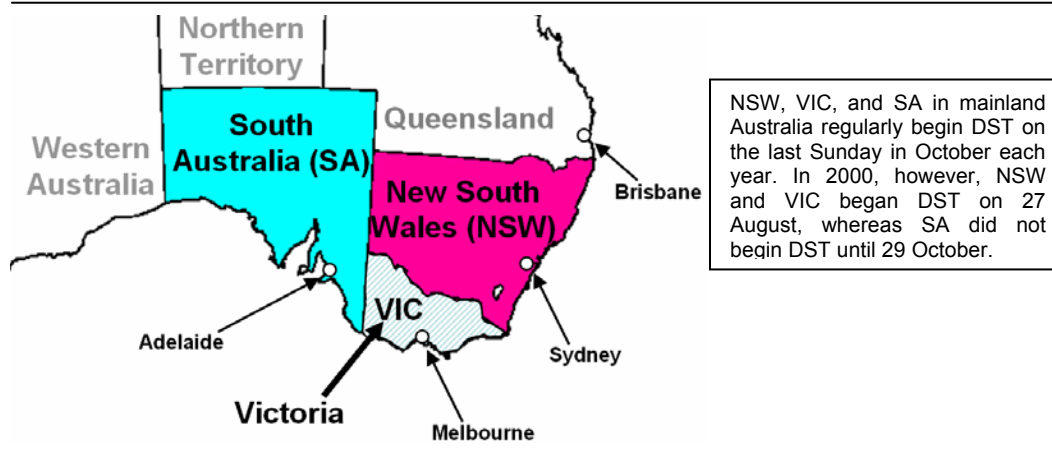 Northern
Territory
South
Australia (SA)
Queensland
Western
Australia
New South
Wales (NSW)
Brisbane
VIC
Adelaide
Sydney
Victoria
Melbourne
NSW, VIC, and SA in mainland
Australia regularly begin DST on
the last Sunday in October each
year. In 2000, however, NSW
and VIC began DST on 27
August, whereas SA did not
begin DST until 29 October.